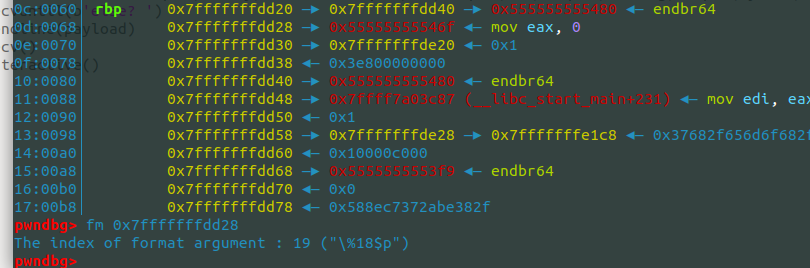 0c:0060│ rbp 0x7fffffffdd20 —▸ 0x7fffffffdd40 —▸ 0x555555555480 ◂— endbr64
0d:0068│ 0x7fffffffdd28 —▸ 0x55555555546f ◂— mov eax, 0
0e:0070│ 0x7fffffffdd30 —▸ 0x7fffffffde20 ◂— 0x1
0f:0078│ 0x7fffffffdd38 ◂— 0x3e800000000
10:0080│ 0x7fffffffdd40 —▸ 0x555555555480 ◂— endbr64
11:0088│ 0x7fffffffdd48 —▸ 0x7ffff7a03c87 (__libc_start_main+231) ◂— mov edi, eax
12:0090│ 0x7fffffffdd50 ◂— 0x1
13:0098│ 0x7fffffffdd58 —▸ 0x7fffffffde28 —▸ 0x7fffffffe1c8 ◂— 0x37682f656d6f682f
14:00a0│ 0x7fffffffdd60 ◂— 0x10000c000
15:00a8│ 0x7fffffffdd68 —▸ 0x5555555553f9 ◂— endbr64
16:00b0│ 0x7fffffffdd70 ◂— 0x0
17:00b8│ 0x7fffffffdd78 ◂— 0x588ec7372abe382f
pwndbg> fm 0x7fffffffdd28
The index of format argument : 19 ("\%18$p")
pwndbg>